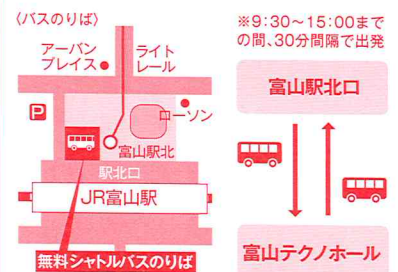 〈バスのりば〉
アーバン
プレイス
ライト
レール
P
ローソン
富山駅北
駅北口
JR富山駅
無料シャトルバスのりば
※9:30~15:00まで
の間、30分間隔で出発
富山駅北口
富山テクノホール